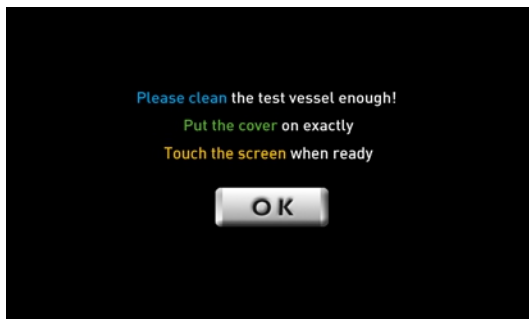 Please clean the test vessel enough!
Put the cover on exactly
Touch the screen when ready
OK